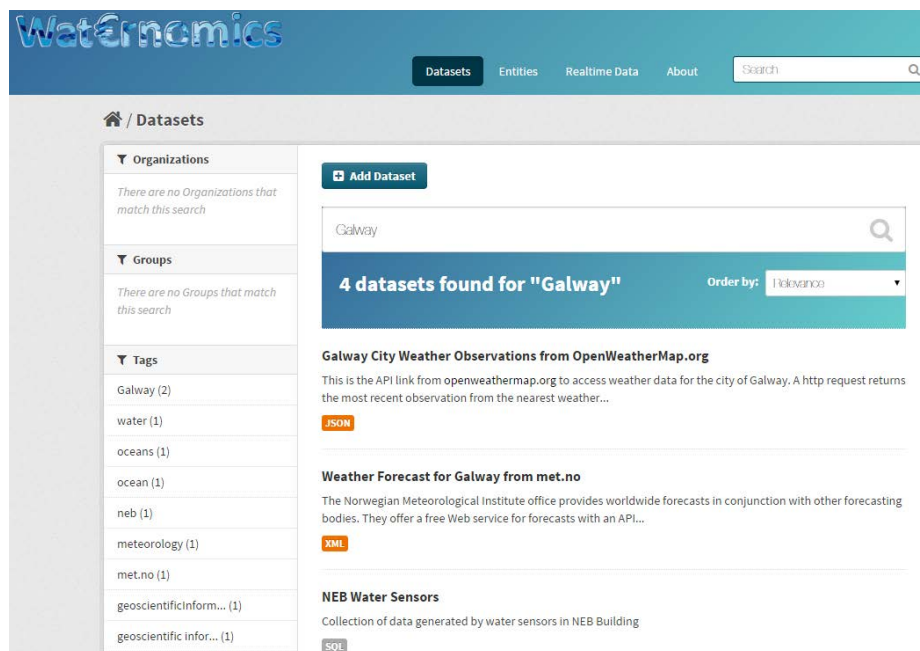 Wat€rnomics
Datasets Entities Realtime Data About Search
/ Datasets
Organizations
There are no Organizations that
match this search
Groups
There are no Groups that match
this search
Tags
Galway (2)
water (1)
oceans (1)
ocean (1)
neb (1)
meteorology (1)
met.no (1)
geoscientificInform... (1)
geoscientific infor... (1)
Add Dataset
Galway
4 datasets found for "Galway"
Order by: Relevance
Galway City Weather Observations from OpenWeatherMap.org
This is the API link from openweathermap.org to access weather data for the city of Galway. A http request returns
the most recent observation from the nearest weather...
JSON
Weather Forecast for Galway from met.no
The Norwegian Meteorological Institute office provides worldwide forecasts in conjunction with other forecasting
bodies. They offer a free Web service for forecasts with an API...
XML
NEB Water Sensors
Collection of data generated by water sensors in NEB Building
SQL